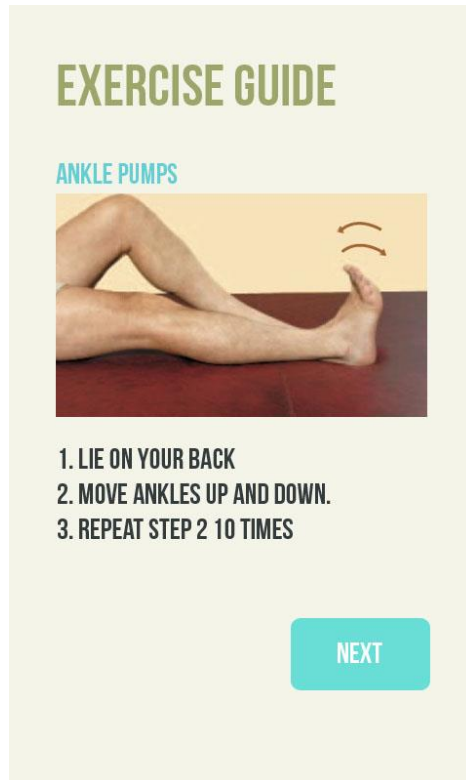 EXERCISE GUIDE
ANKLE PUMPS
1. LIE ON YOUR BACK
2. MOVE ANKLES UP AND DOWN.
3. REPEAT STEP 2 10 TIMES
NEXT